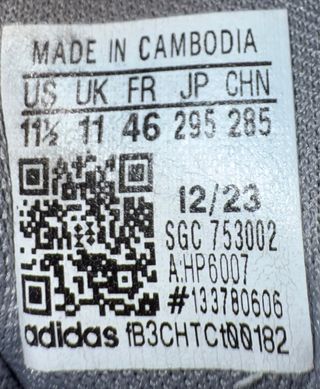 MADE IN CAMBODIA
US UK FR JP CHN
11½ 11 46 295 285
12/23
SGC 753002
A:HP6007
#133780606
adidas fB3CHTCt00182